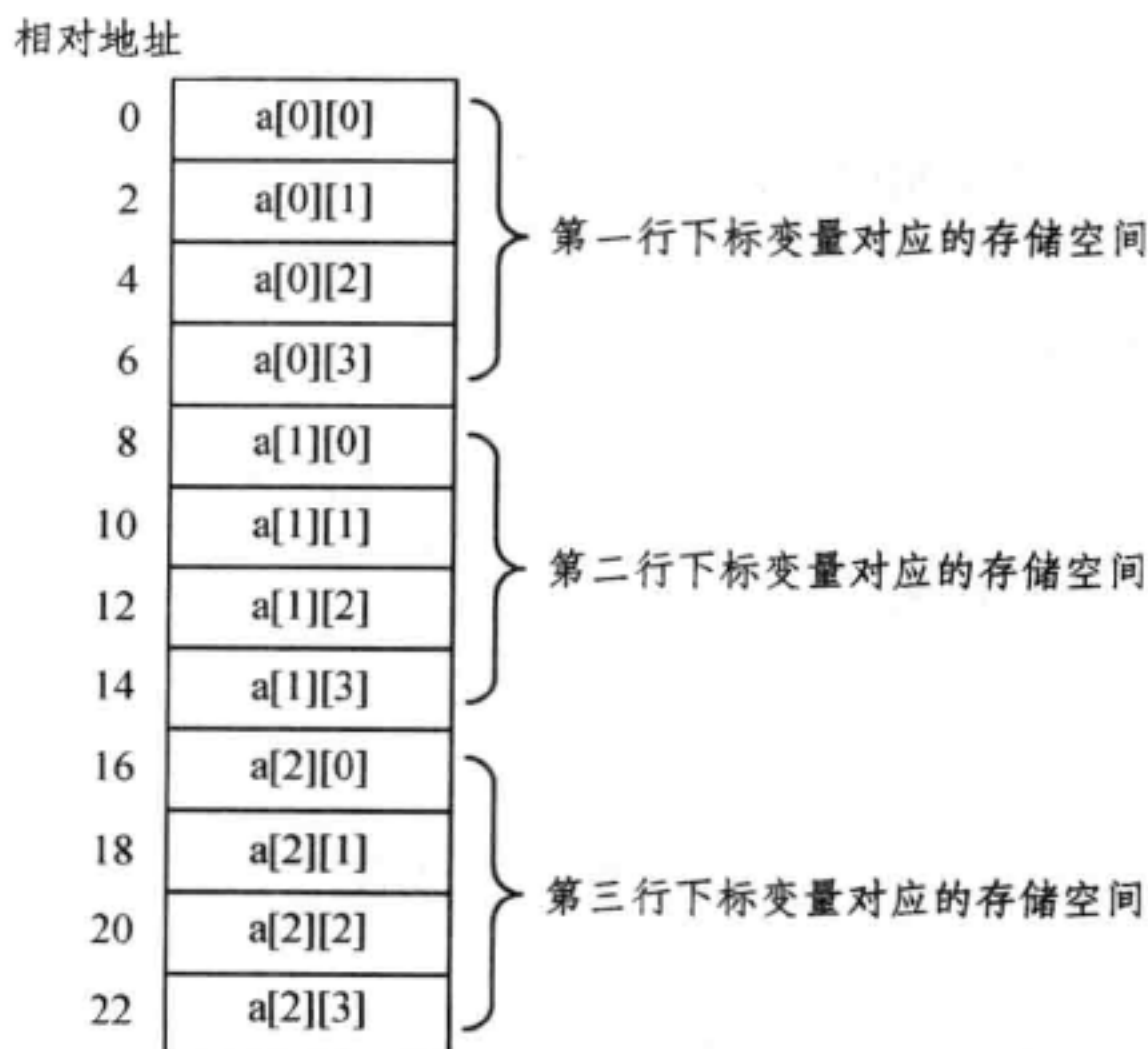 相对地址
0 a[0][0]
2 a[0][1]
第一行下标变量对应的存储空间
4 a[0][2]
6 a[0][3]
8 a[1][0]
10 a[1][1]
第二行下标变量对应的存储空间
12 a[1][2]
14 a[1][3]
16 a[2][0]
18 a[2][1]
第三行下标变量对应的存储空间
20 a[2][2]
22 a[2][3]